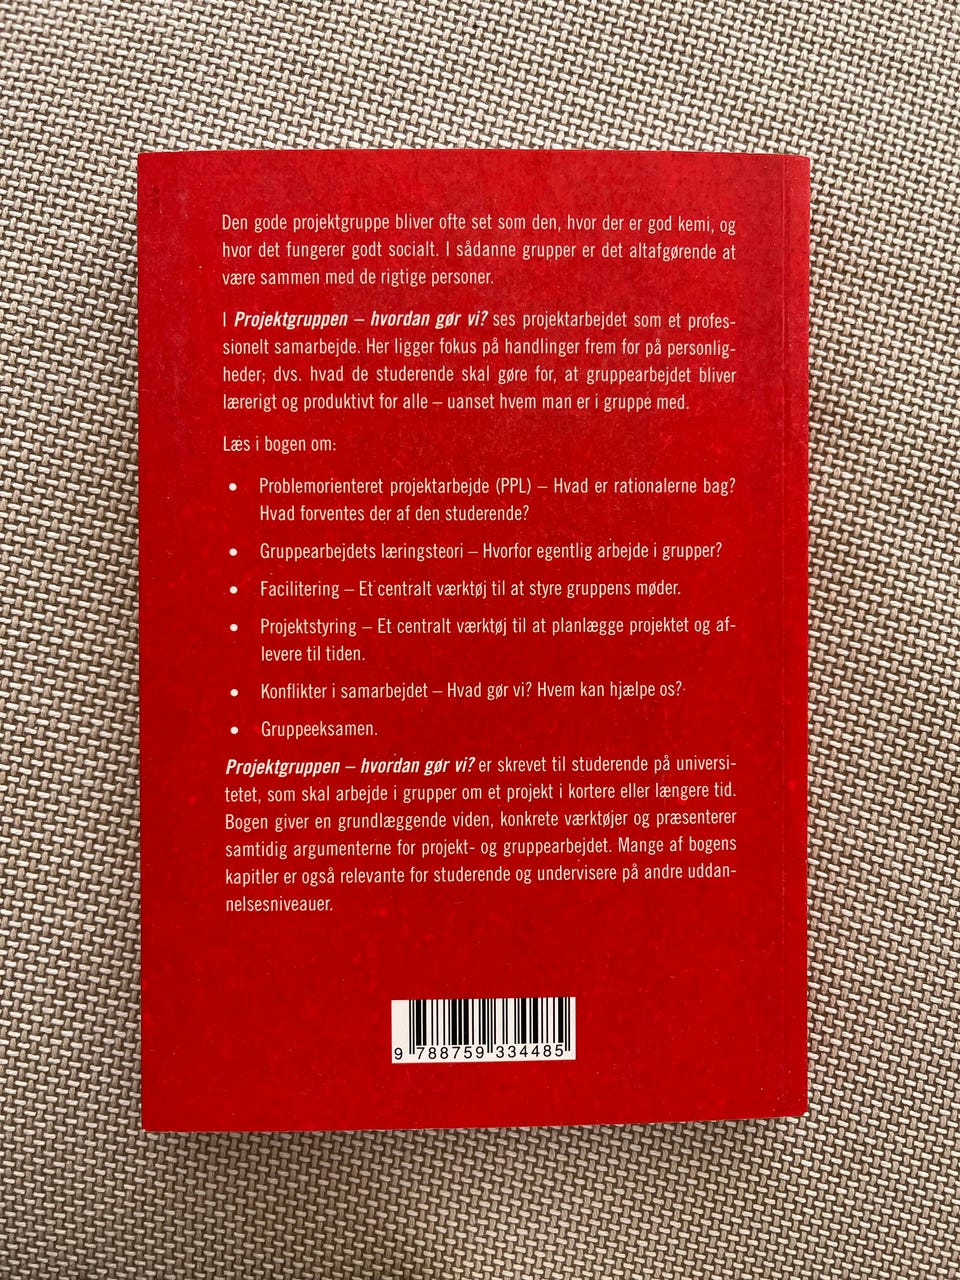 Den gode projektgruppe bliver ofte set som den, hvor der er god kemi, og
hvor det fungerer godt socialt. I sådanne grupper er det altafgørende at
være sammen med de rigtige personer.
I Projektgruppen – hvordan gør vi? ses projektarbejdet som et profes-
sionelt samarbejde. Her ligger fokus på handlinger frem for på personlig-
heder; dvs. hvad de studerende skal gøre for, at gruppearbejdet bliver
lærerigt og produktivt for alle – uanset hvem man er i gruppe med.
Læs i bogen om:
• Problemorienteret projektarbejde (PPL) – Hvad er rationalerne bag?
Hvad forventes der af den studerende?
• Gruppearbejdets læringsteori – Hvorfor egentlig arbejde i grupper?
• Facilitering – Et centralt værktøj til at styre gruppens møder.
• Projektstyring – Et centralt værktøj til at planlægge projektet og af-
levere til tiden.
• Konflikter i samarbejdet – Hvad gør vi? Hvem kan hjælpe os?
• Gruppeeksamen.
Projektgruppen – hvordan gør vi? er skrevet til studerende på universi-
tetet, som skal arbejde i grupper om et projekt i kortere eller længere tid.
Bogen giver en grundlæggende viden, konkrete værktøjer og præsenterer
samtidig argumenterne for projekt- og gruppearbejdet. Mange af bogens
kapitler er også relevante for studerende og undervisere på andre uddan-
nelsesniveauer.
9 788759 334485